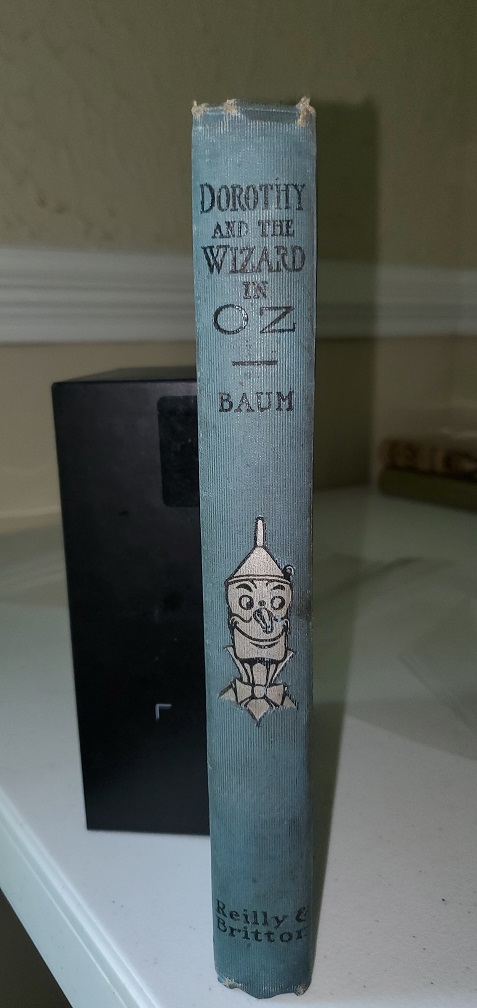 DOROTHY
AND THE
WIZARD
IN
OZ
BAUM
Reilly &
Britton